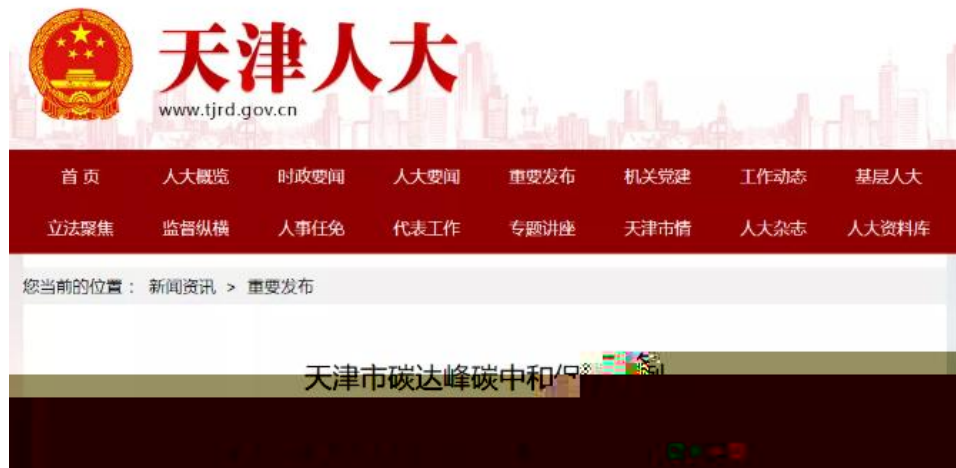 天津人大
www.tjrd.gov.cn
首页 人大概览 时政要闻 人大要闻 重要发布 机关党建 工作动态 基层人大
立法聚焦 监督纵横 人事任免 代表工作 专题讲座 天津市情 人大杂志 人大资料库
您当前的位置： 新闻资讯 > 重要发布
天津市碳达峰碳中和